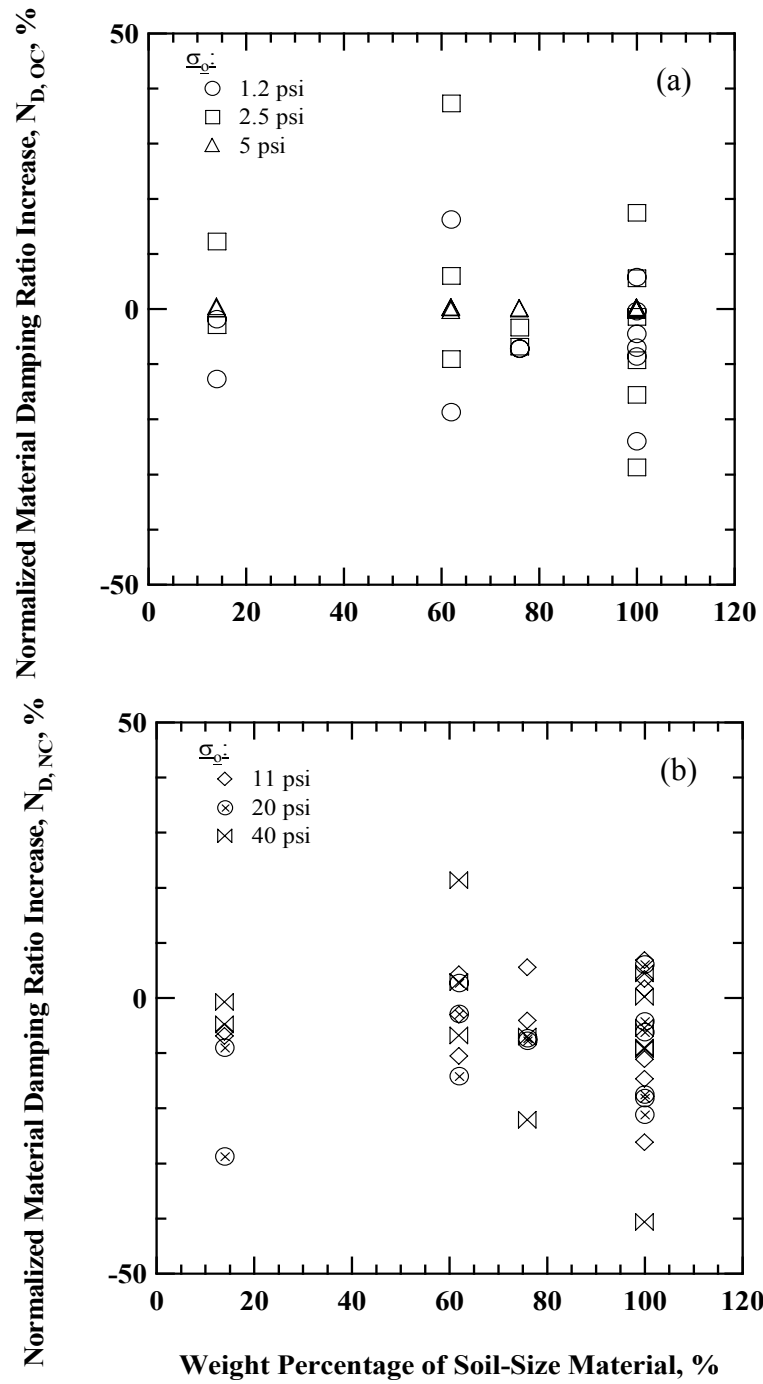 Normalized Material Damping Ratio Increase, N_D, OC, %
50
0
-50
σ_o:
1.2 psi
2.5 psi
5 psi
(a)
0
20
40
60
80
100
120
Normalized Material Damping Ratio Increase, N_D, NC, %
50
0
-50
σ_o:
11 psi
20 psi
40 psi
(b)
0
20
40
60
80
100
120
Weight Percentage of Soil-Size Material, %